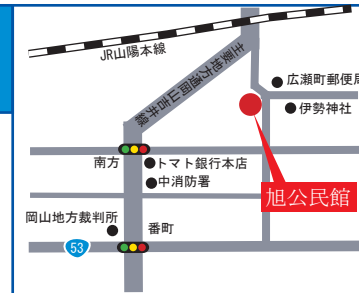 JR山陽本線
主要地方道岡山吉井線
広瀬町郵便局
伊勢神社
南方
トマト銀行本店
中消防署
旭公民館
岡山地方裁判所
番町
53